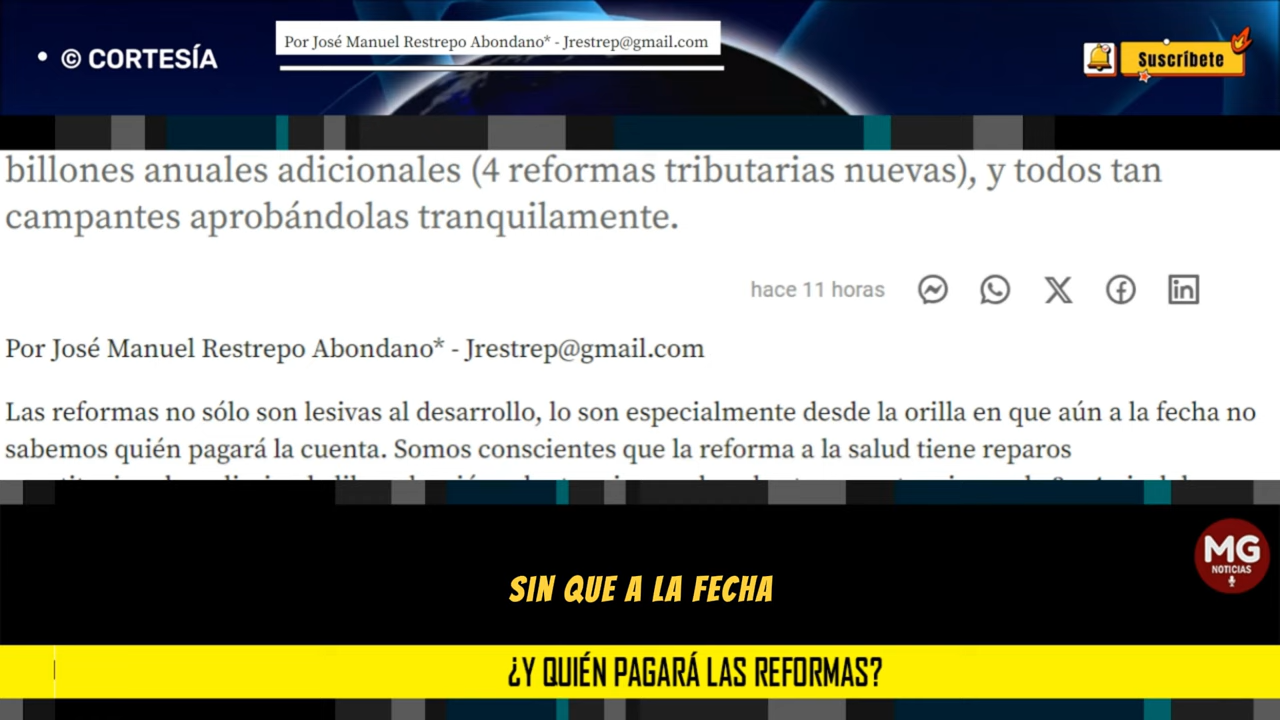 • © CORTESÍA
Por José Manuel Restrepo Abondano* - Jrestrep@gmail.com
Suscríbete
billones anuales adicionales (4 reformas tributarias nuevas), y todos tan
campantes aprobándolas tranquilamente.
hace 11 horas
Por José Manuel Restrepo Abondano* - Jrestrep@gmail.com
Las reformas no sólo son lesivas al desarrollo, lo son especialmente desde la orilla en que aún a la fecha no
sabemos quién pagará la cuenta. Somos conscientes que la reforma a la salud tiene reparos
MG
NOTICIAS
SIN QUE A LA FECHA
¿Y QUIÉN PAGARÁ LAS REFORMAS?